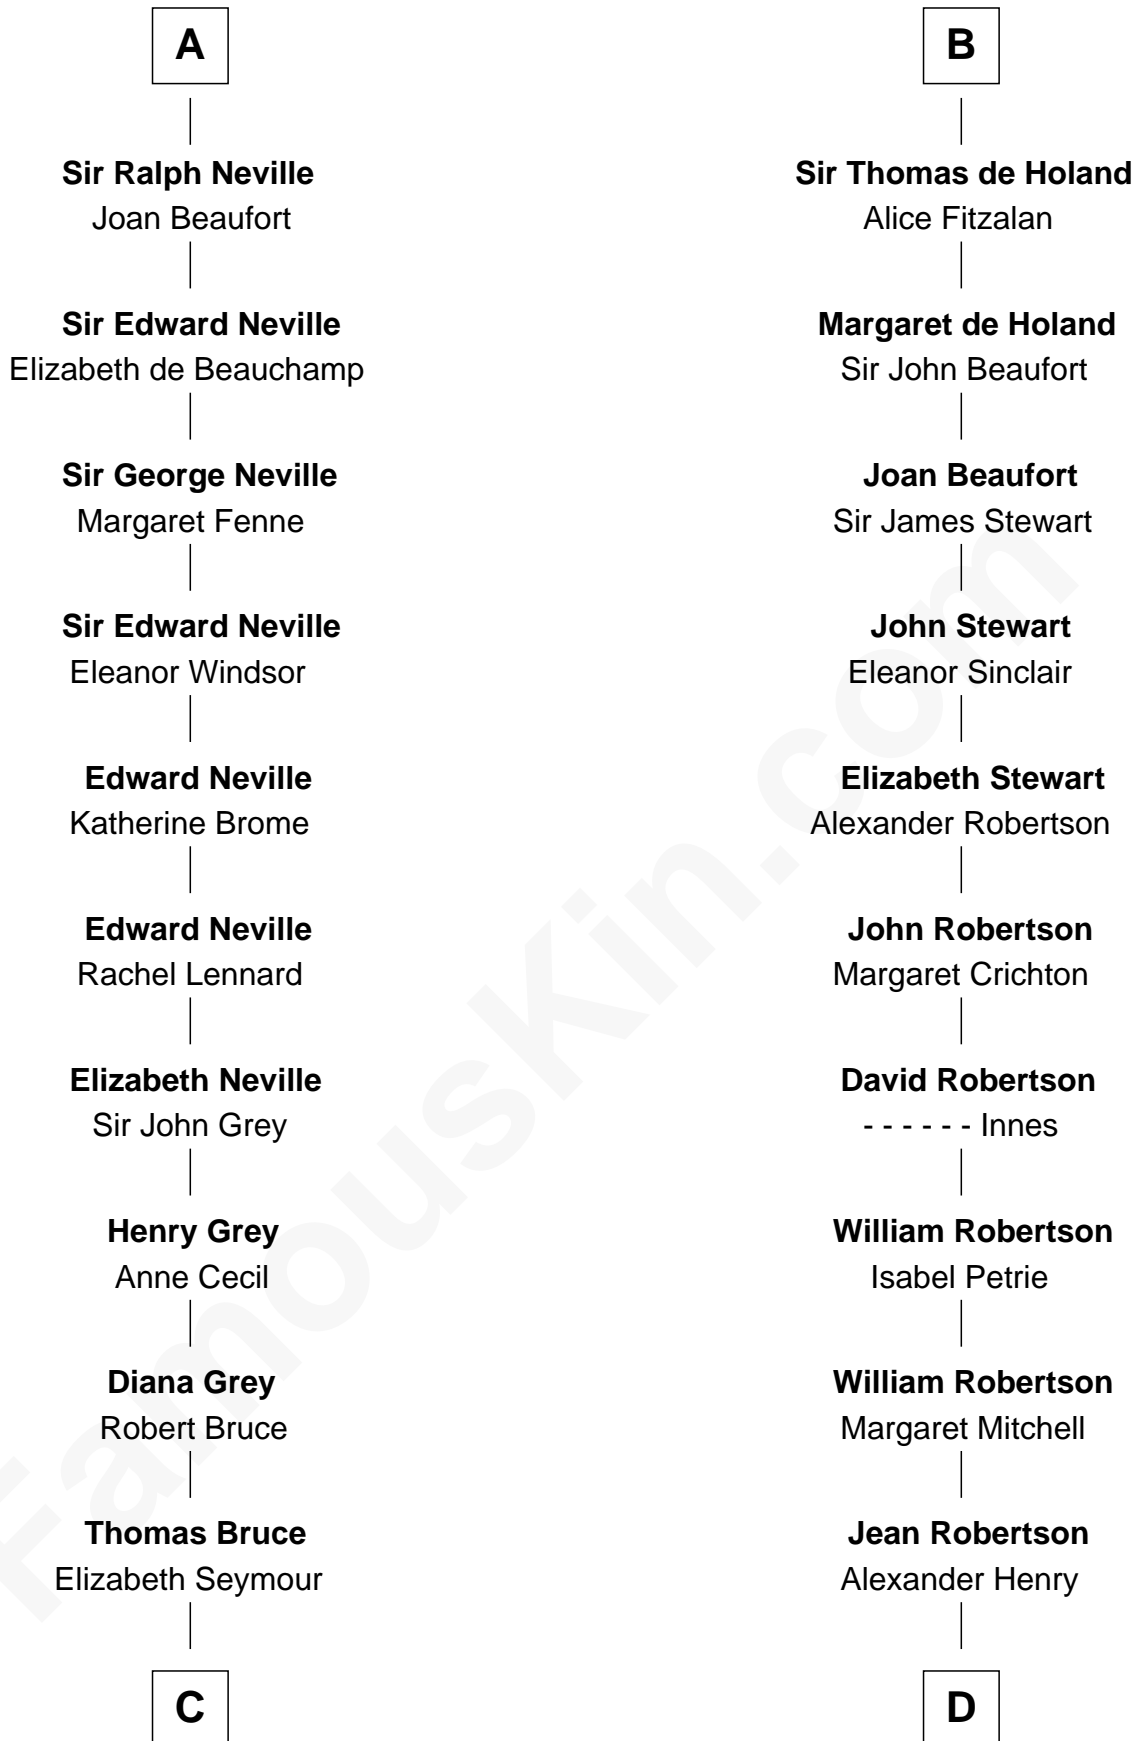 A
Sir Ralph Neville
Joan Beaufort
Sir Edward Neville
Elizabeth de Beauchamp
Sir George Neville
Margaret Fenne
Sir Edward Neville
Eleanor Windsor
Edward Neville
Katherine Brome
Edward Neville
Rachel Lennard
Elizabeth Neville
Sir John Grey
Henry Grey
Anne Cecil
Diana Grey
Robert Bruce
Thomas Bruce
Elizabeth Seymour
C
B
Sir Thomas de Holand
Alice Fitzalan
Margaret de Holand
Sir John Beaufort
Joan Beaufort
Sir James Stewart
John Stewart
Eleanor Sinclair
Elizabeth Stewart
Alexander Robertson
John Robertson
Margaret Crichton
David Robertson
- - - - - - Innes
William Robertson
Isabel Petrie
William Robertson
Margaret Mitchell
Jean Robertson
Alexander Henry
D
FamousKin.com